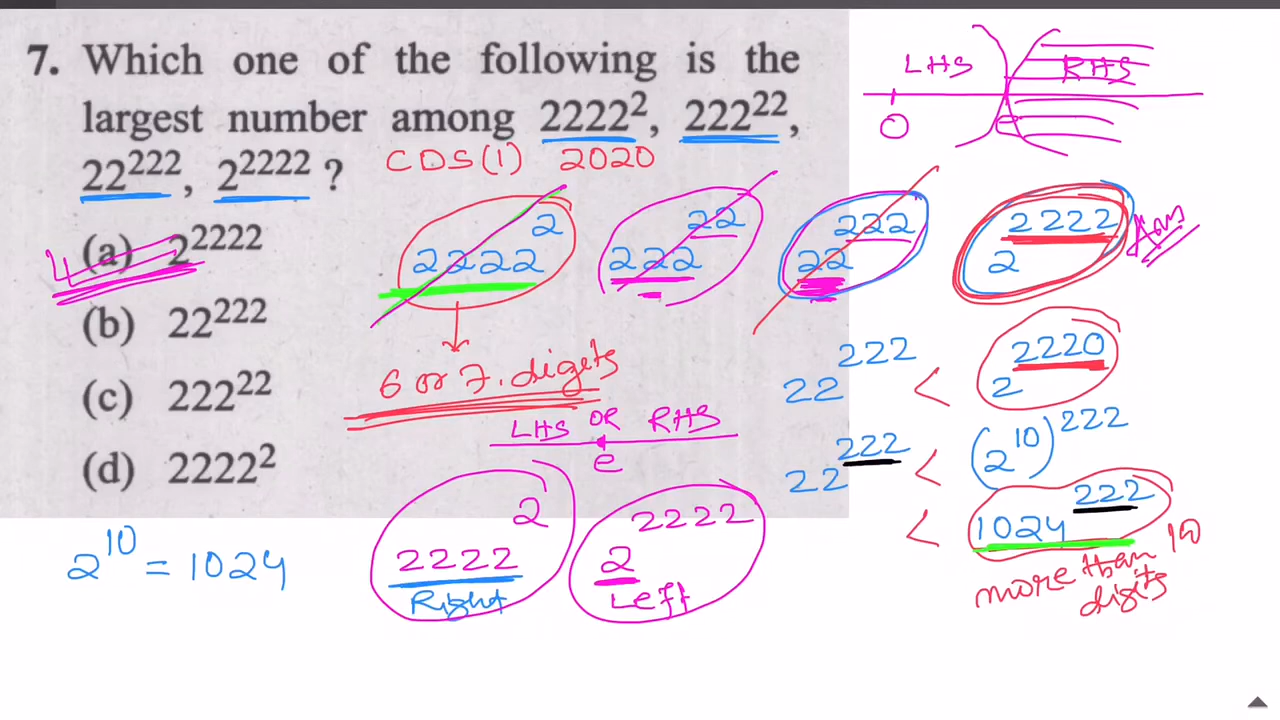 7. Which one of the following is the
largest number among 2222², 222²²,
22²²², 2²²²² ?
CDS(1) 2020
(a) 2²²²²
(b) 22²²²
(c) 222²²
(d) 2222²
2¹⁰ = 1024
2222²
222²²
22²²²
2²²²² Ans
6 or 7 digits
LHS OR RHS
e
2222²
Right
2²²²²
Left
LHS RHS
0 e
22²²² < 2²²²⁰
22²²² < (2¹⁰)²²²
< 1024²²²
more than 10
digits